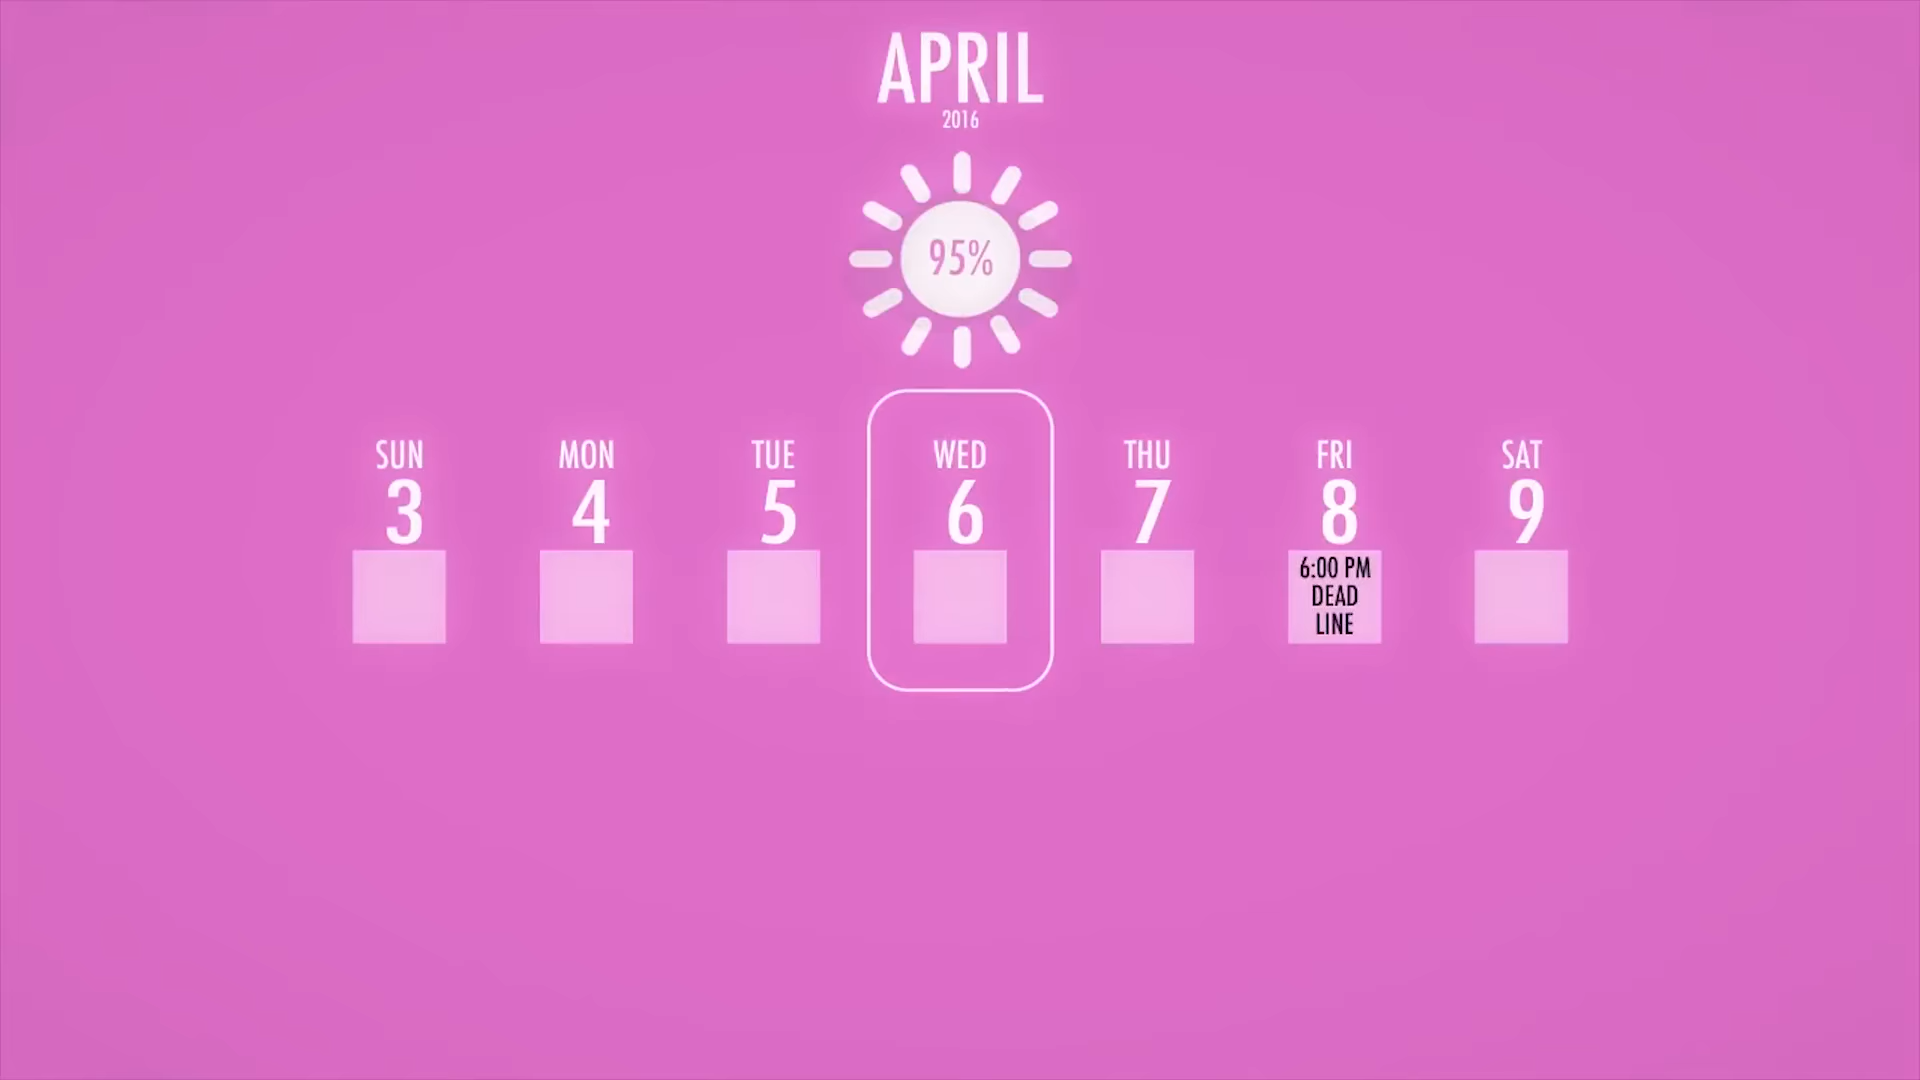 APRIL
2016
95%
SUN MON TUE WED THU FRI SAT
3 4 5 6 7 8 9
6:00 PM
DEAD
LINE